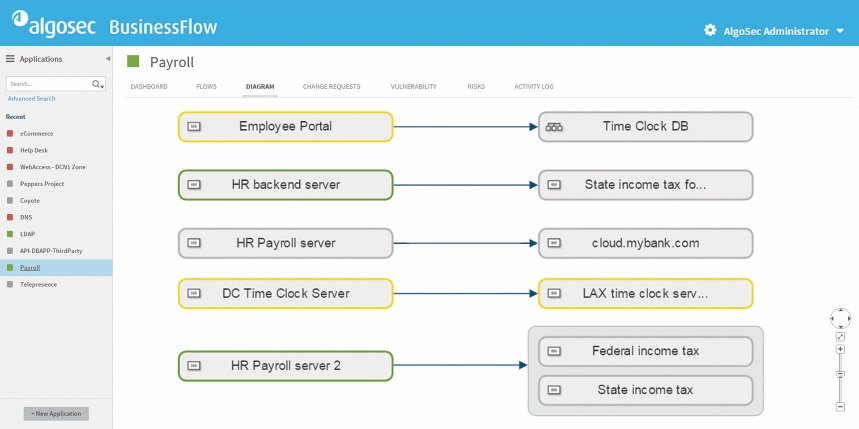 algosec BusinessFlow
AlgoSec Administrator
Applications
Search...
Advanced Search
Recent
eCommerce
Help Desk
WebAccess - DCN1 Zone
Peppers Project
Coyote
DNS
LDAP
API-DBAPP-ThirdParty
Payroll
Telepresence
+ New Application
Payroll
DASHBOARD FLOWS DIAGRAM CHANGE REQUESTS VULNERABILITY RISKS ACTIVITY LOG
Employee Portal Time Clock DB
HR backend server State income tax fo...
HR Payroll server cloud.mybank.com
DC Time Clock Server LAX time clock serv...
HR Payroll server 2 Federal income tax
State income tax